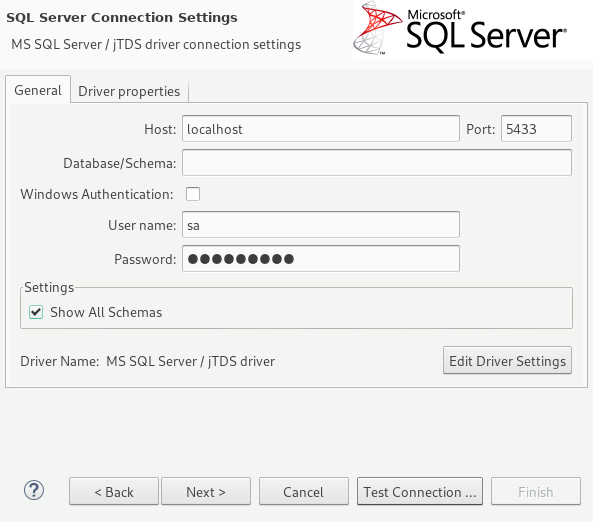 SQL Server Connection Settings
MS SQL Server / jTDS driver connection settings
Microsoft®
SQL Server®
General Driver properties
Host: localhost Port: 5433
Database/Schema:
Windows Authentication:
User name: sa
Password: ●●●●●●●●●
Settings
Show All Schemas
Driver Name: MS SQL Server / jTDS driver Edit Driver Settings
? < Back Next > Cancel Test Connection ... Finish